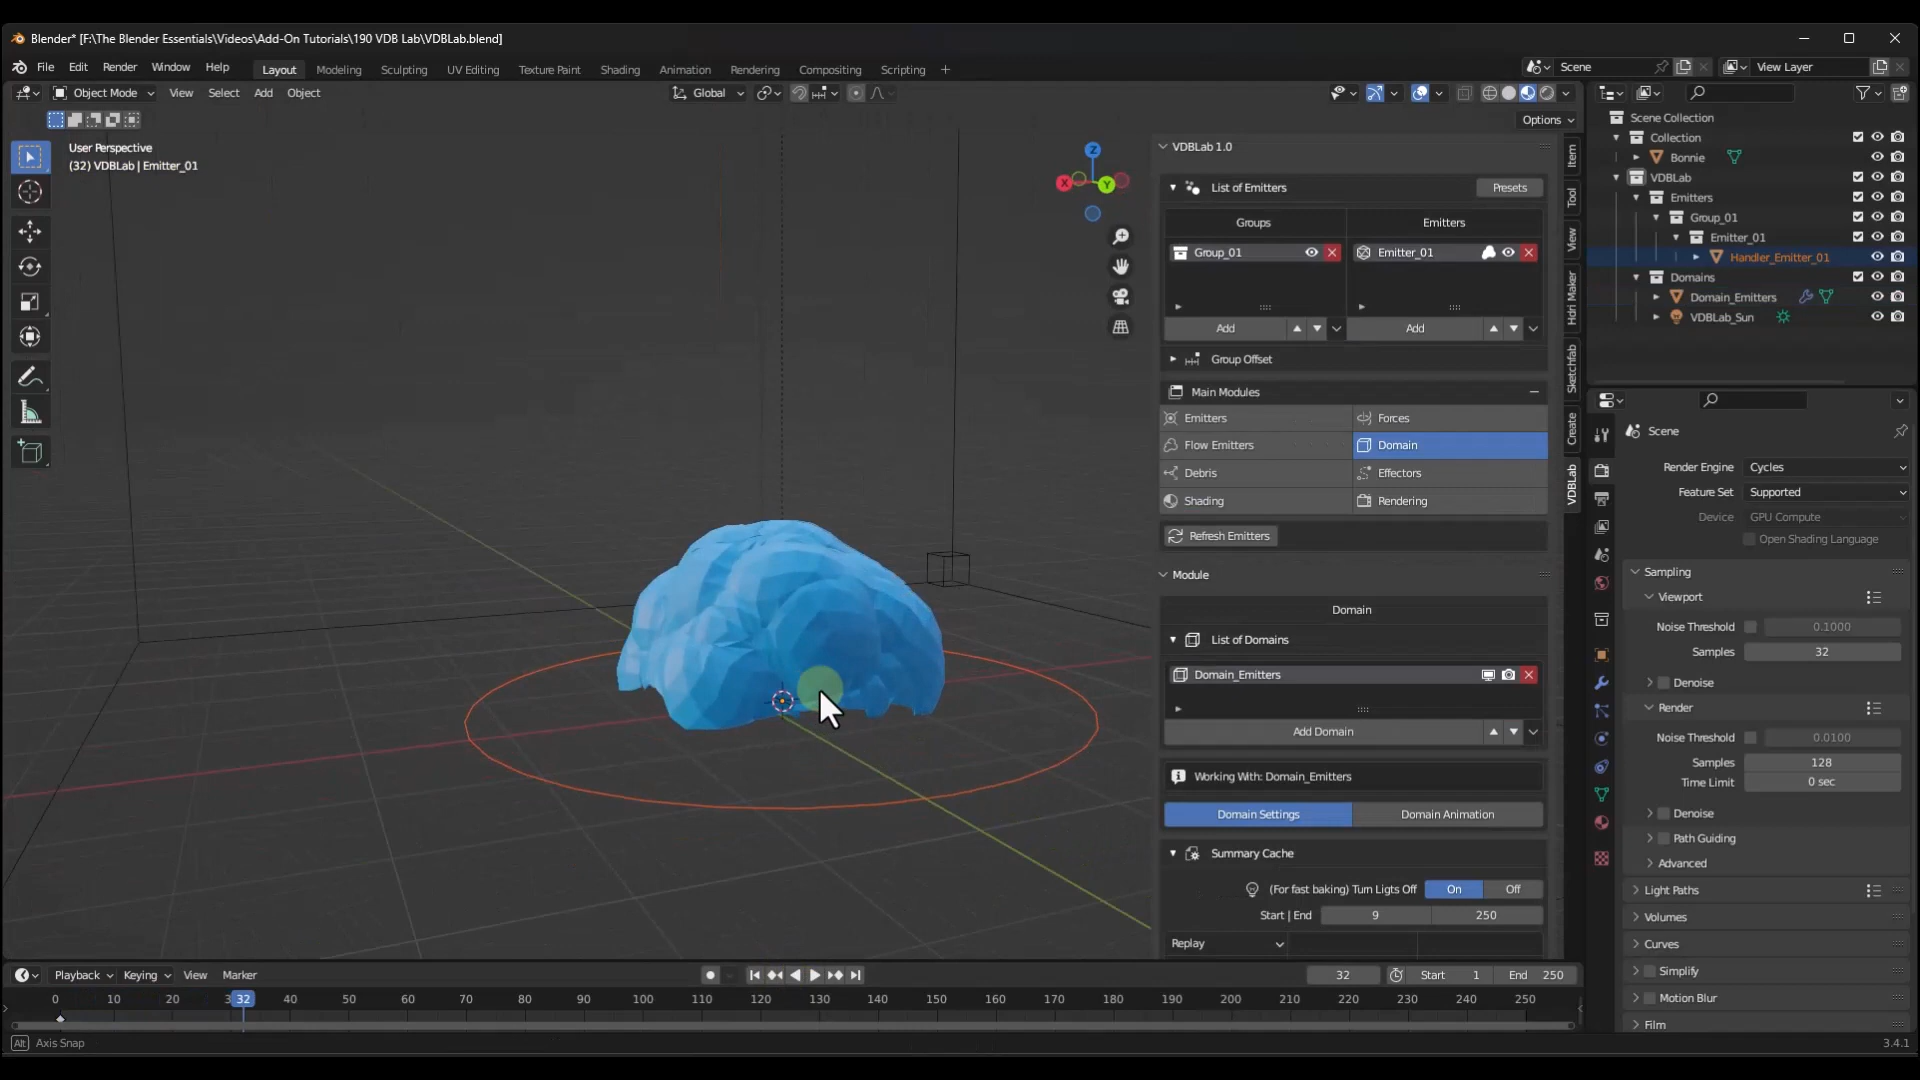 Blender* [F:\The Blender Essentials\Videos\Add-On Tutorials\190 VDB Lab\VDBLab.blend]
File Edit Render Window Help Layout Modeling Sculpting UV Editing Texture Paint Shading Animation Rendering Compositing Scripting + Scene View Layer
Object Mode View Select Add Object Global
Options
User Perspective
(32) VDBLab | Emitter_01
Z
X
Y
VDBLab 1.0
List of Emitters Presets
Groups Emitters
Group_01 Emitter_01
Add Add
Group Offset
Main Modules
Emitters Forces
Flow Emitters Domain
Debris Effectors
Shading Rendering
Refresh Emitters
Module
Domain
List of Domains
Domain_Emitters
Add Domain
Working With: Domain_Emitters
Domain Settings Domain Animation
Summary Cache
(For fast baking) Turn Ligts Off On Off
Start | End 9 250
Replay
Item
Tool
View
Hdri Maker
Sketchfab
Create
VDBLab
Scene Collection
Collection
Bonnie
VDBLab
Emitters
Group_01
Emitter_01
Handler_Emitter_01
Domains
Domain_Emitters
VDBLab_Sun
Scene
Render Engine Cycles
Feature Set Supported
Device GPU Compute
Open Shading Language
Sampling
Viewport
Noise Threshold 0.1000
Samples 32
Denoise
Render
Noise Threshold 0.0100
Samples 128
Time Limit 0 sec
Denoise
Path Guiding
Advanced
Light Paths
Volumes
Curves
Simplify
Motion Blur
Film
Playback Keying View Marker 32 Start 1 End 250
0 10 20 32 40 50 60 70 80 90 100 110 120 130 140 150 160 170 180 190 200 210 220 230 240 250
Alt Axis Snap
3.4.1